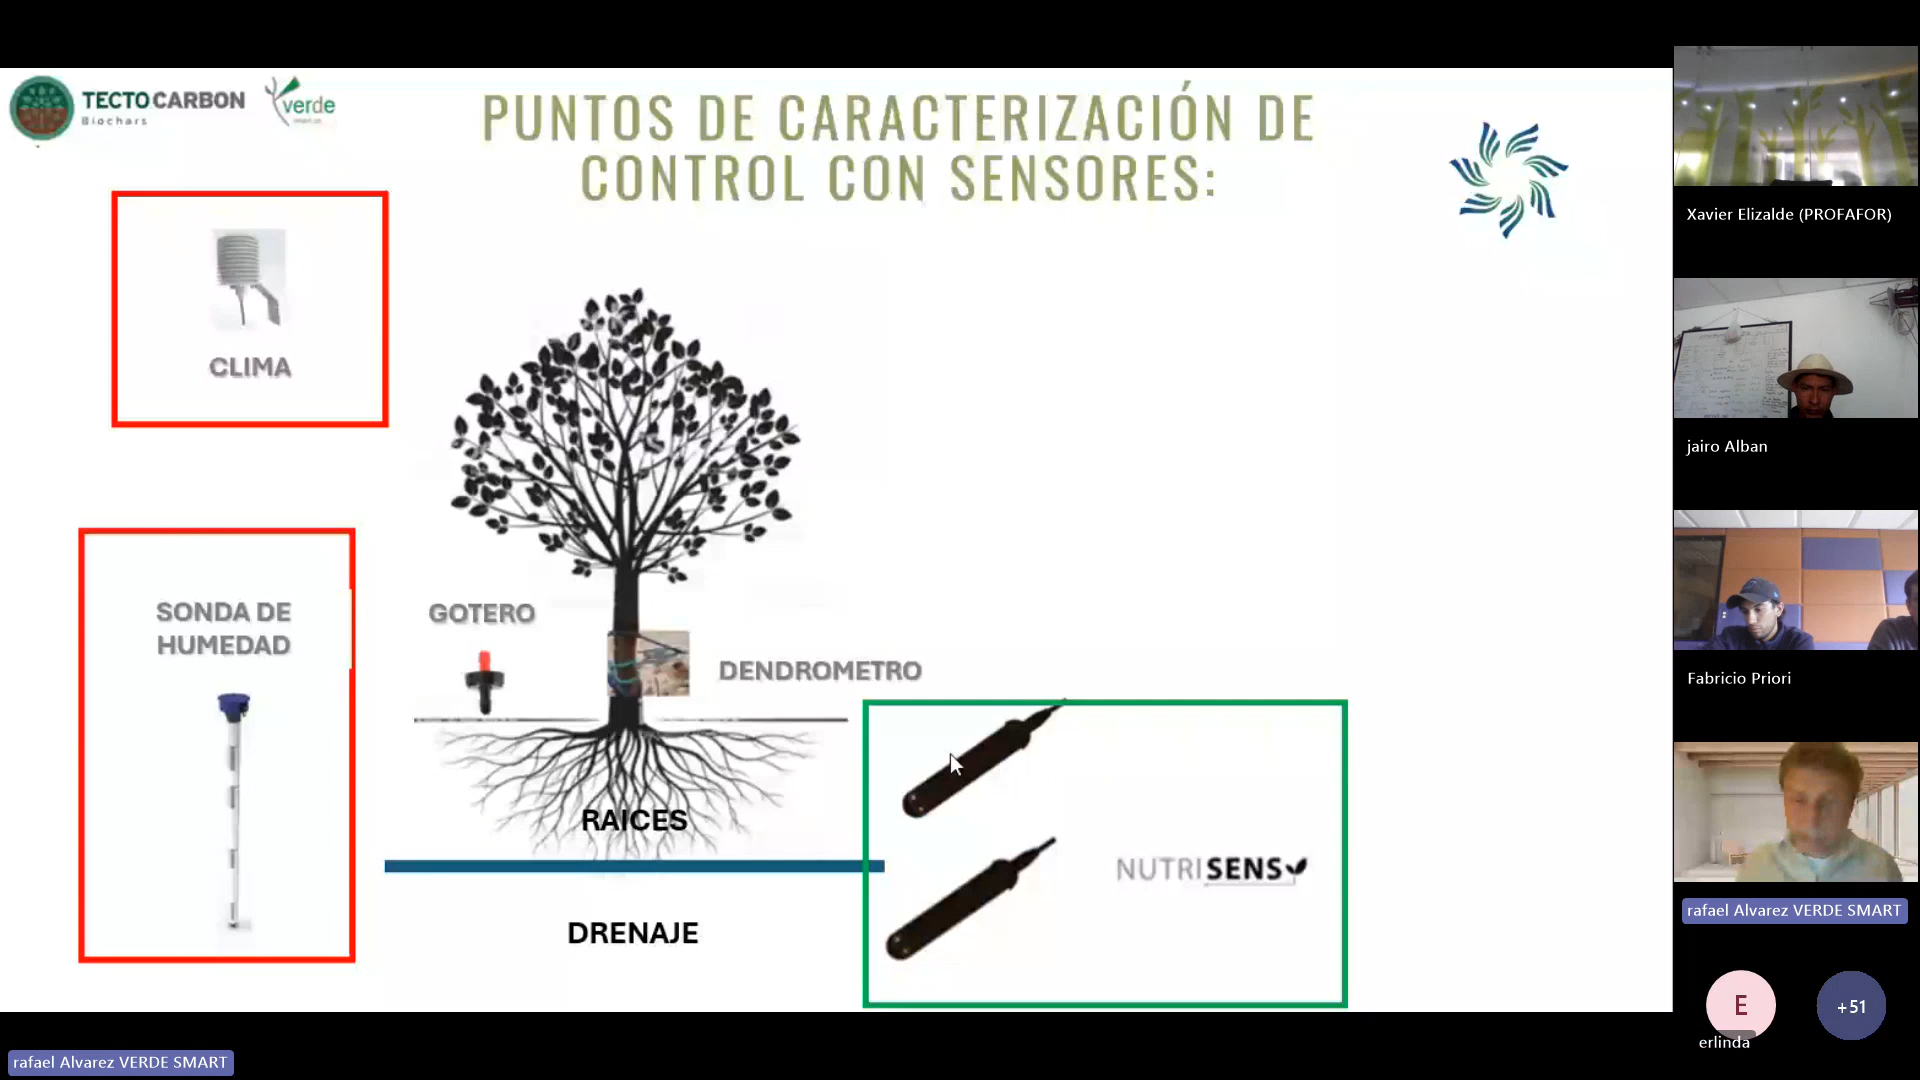 TECTO CARBON
Biochars
verde
PUNTOS DE CARACTERIZACIÓN DE
CONTROL CON SENSORES:
CLIMA
SONDA DE
HUMEDAD
GOTERO
DENDROMETRO
RAICES
DRENAJE
NUTRISENS
Xavier Elizalde (PROFAFOR)
jairo Alban
Fabricio Priori
rafael Alvarez VERDE SMART
E
+51
erlinda
rafael Alvarez VERDE SMART